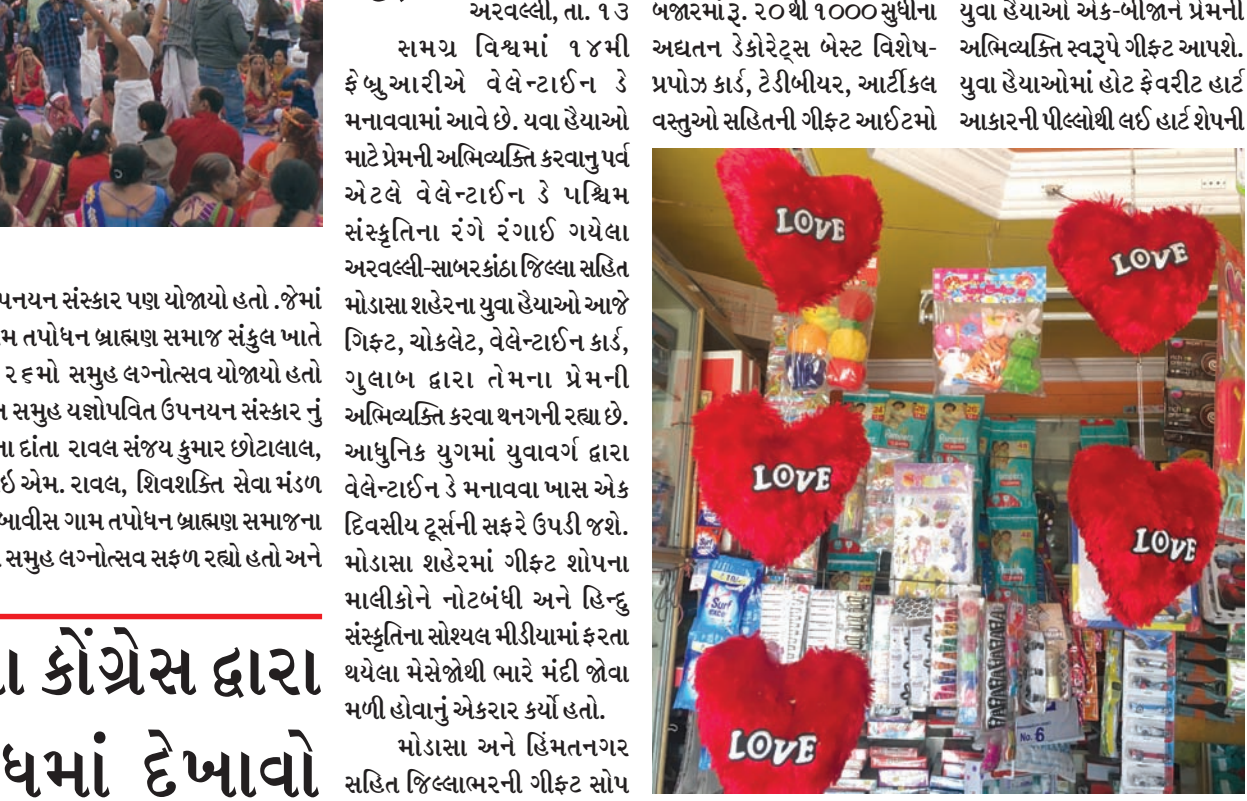 પનયન સંસ્કાર પણ યોજાયો હતો .જેમાં
તપોધન બ્રાહ્મણ સમાજ સંકુલ ખાતે
૨૬મો સમુહ લગ્નોત્સવ યોજાયો હતો
સમુહ યજ્ઞોપવિત ઉપનયન સંસ્કાર નું
દાંતા રાવલ સંજય કુમાર છોટાલાલ,
એમ. રાવલ, શિવશક્તિ સેવા મંડળ
બાવીસ ગામ તપોધન બ્રાહ્મણ સમાજના
સમુહ લગ્નોત્સવ સફળ રહ્યો હતો અને
કોંગ્રેસ દ્વારા
ધમાં દેખાવો
અરવલ્લી, તા. ૧૩
સમગ્ર વિશ્વમાં ૧૪મી
ફેબ્રુઆરીએ વેલેન્ટાઈન ડે
મનાવવામાં આવે છે. યવા હૈયાઓ
માટે પ્રેમની અભિવ્યક્તિ કરવાનુ પર્વ
એટલે વેલેન્ટાઈન ડે પશ્ચિમ
સંસ્કૃતિના રંગે રંગાઈ ગયેલા
અરવલ્લી-સાબરકાંઠા જિલ્લા સહિત
મોડાસા શહેરના યુવા હૈયાઓ આજે
ગિફ્ટ, ચોકલેટ, વેલેન્ટાઈન કાર્ડ,
ગુલાબ દ્વારા તેમના પ્રેમની
અભિવ્યક્તિ કરવા થનગની રહ્યા છે.
આધુનિક યુગમાં યુવાવર્ગ દ્વારા
વેલેન્ટાઈન ડે મનાવવા ખાસ એક
દિવસીય ટૂર્સની સફરે ઉપડી જશે.
મોડાસા શહેરમાં ગીફ્ટ શોપના
માલીકોને નોટબંધી અને હિન્દુ
સંસ્કૃતિના સોશ્યલ મીડીયામાં ફરતા
થયેલા મેસેજોથી ભારે મંદી જોવા
મળી હોવાનું એકરાર કર્યો હતો.
મોડાસા અને હિંમતનગર
સહિત જિલ્લાભરની ગીફ્ટ સોપ
બજારમાં રૂ. ૨૦ થી ૧૦૦૦ સુધીના
અદ્યતન ડેકોરેટ્સ બેસ્ટ વિશેષ-
પ્રપોઝ કાર્ડ, ટેડીબીયર, આર્ટીકલ
વસ્તુઓ સહિતની ગીફ્ટ આઈટમો
યુવા હૈયાઓ એક-બીજાને પ્રેમની
અભિવ્યક્તિ સ્વરૂપે ગીફ્ટ આપશે.
યુવા હૈયાઓમાં હોટ ફેવરીટ હાર્ટ
આકારની પીલ્લોથી લઈ હાર્ટ શેપની
LOVE
LOVE
LOVE
LOVE
LOVE
Pampers
Surf excel
No. 6